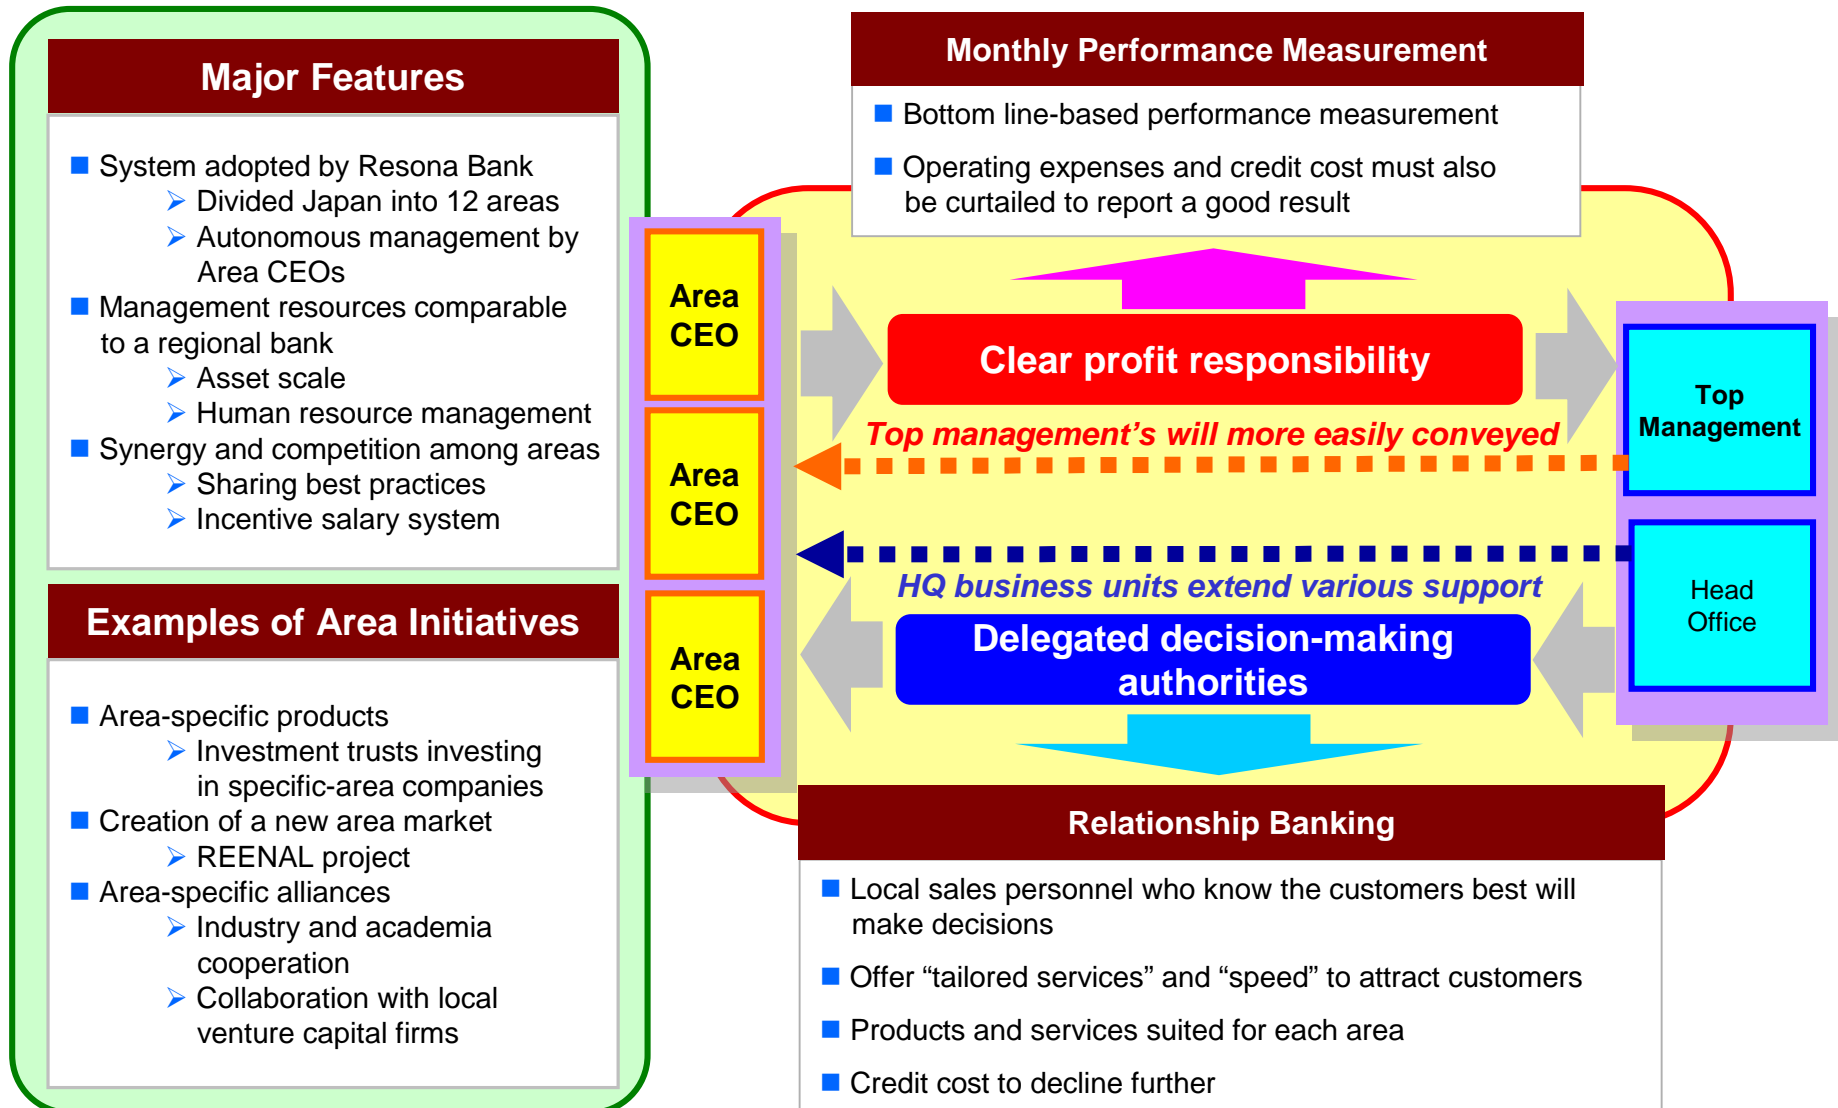 Major Features
System adopted by Resona Bank
Divided Japan into 12 areas
Autonomous management by
Area CEOs
Management resources comparable
to a regional bank
Asset scale
Human resource management
Synergy and competition among areas
Sharing best practices
Incentive salary system
Examples of Area Initiatives
Area-specific products
Investment trusts investing
in specific-area companies
Creation of a new area market
REENAL project
Area-specific alliances
Industry and academia
cooperation
Collaboration with local
venture capital firms
Area
CEO
Area
CEO
Area
CEO
Monthly Performance Measurement
Bottom line-based performance measurement
Operating expenses and credit cost must also
be curtailed to report a good result
Clear profit responsibility
Top management’s will more easily conveyed
HQ business units extend various support
Delegated decision-making
authorities
Top
Management
Head
Office
Relationship Banking
Local sales personnel who know the customers best will
make decisions
Offer “tailored services” and “speed” to attract customers
Products and services suited for each area
Credit cost to decline further